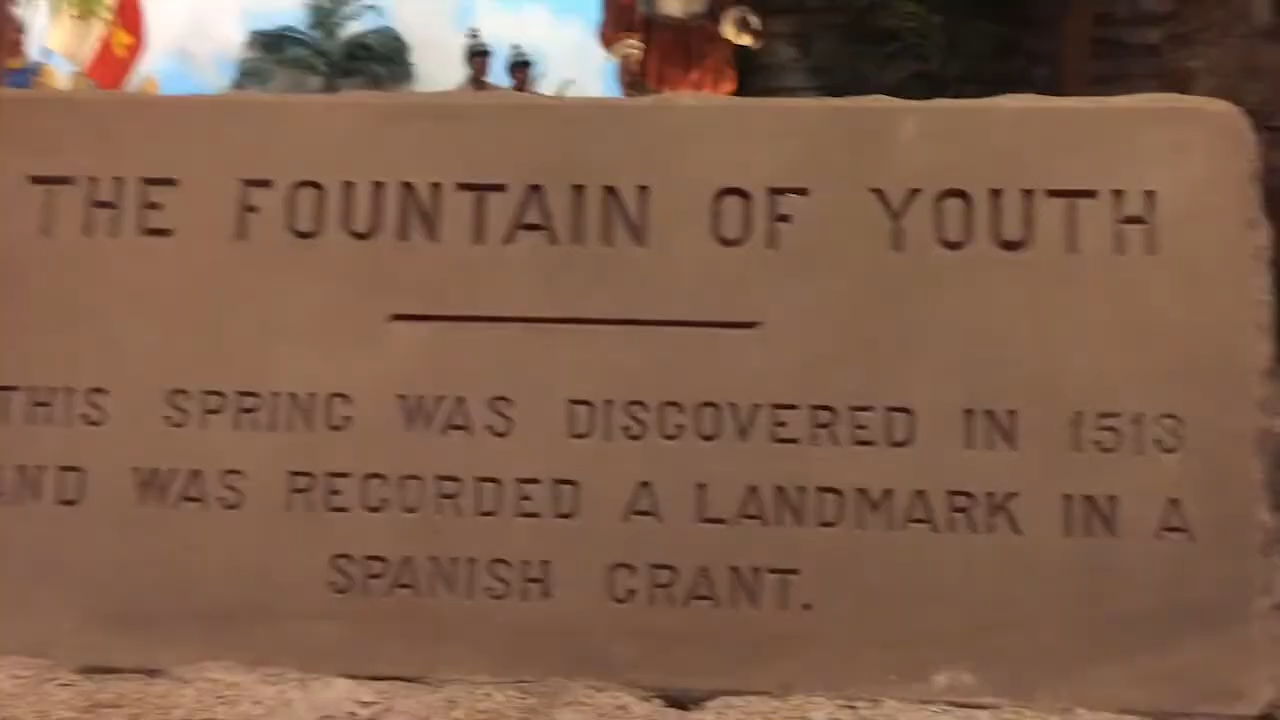 THE FOUNTAIN OF YOUTH
THIS SPRING WAS DISCOVERED IN 1513
AND WAS RECORDED A LANDMARK IN A
SPANISH GRANT.